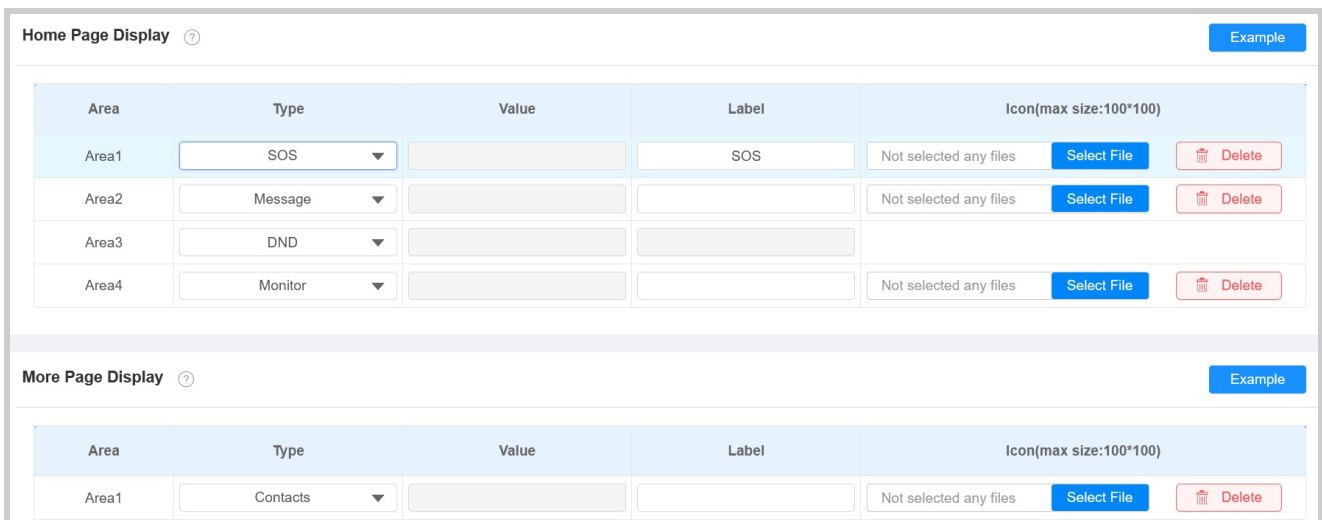 Home Page Display ?
Example
Area Type Value Label Icon(max size:100*100)
Area1 SOS SOS Not selected any files Select File Delete
Area2 Message Not selected any files Select File Delete
Area3 DND
Area4 Monitor Not selected any files Select File Delete
More Page Display ?
Example
Area Type Value Label Icon(max size:100*100)
Area1 Contacts Not selected any files Select File Delete